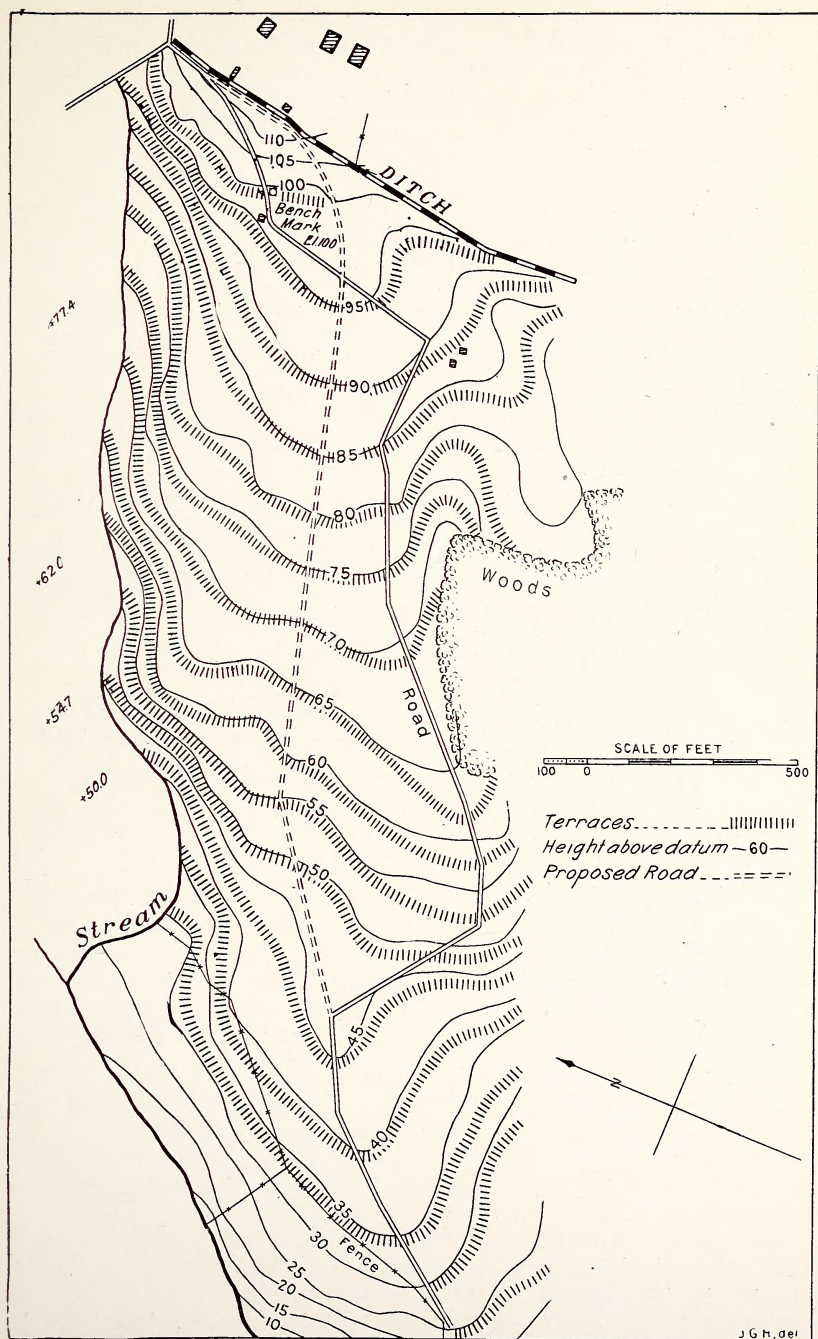 110
105
DITCH
100
Bench
Mark
El.100
+77.4
95
90
85
80
75
+62.0
Woods
70
Road
65
+54.7
60
+50.0
55
50
SCALE OF FEET
100 0 500
Terraces
Height above datum —60—
Proposed Road
Stream
45
N
40
35
30
Fence
25
20
15
10
J G H, del